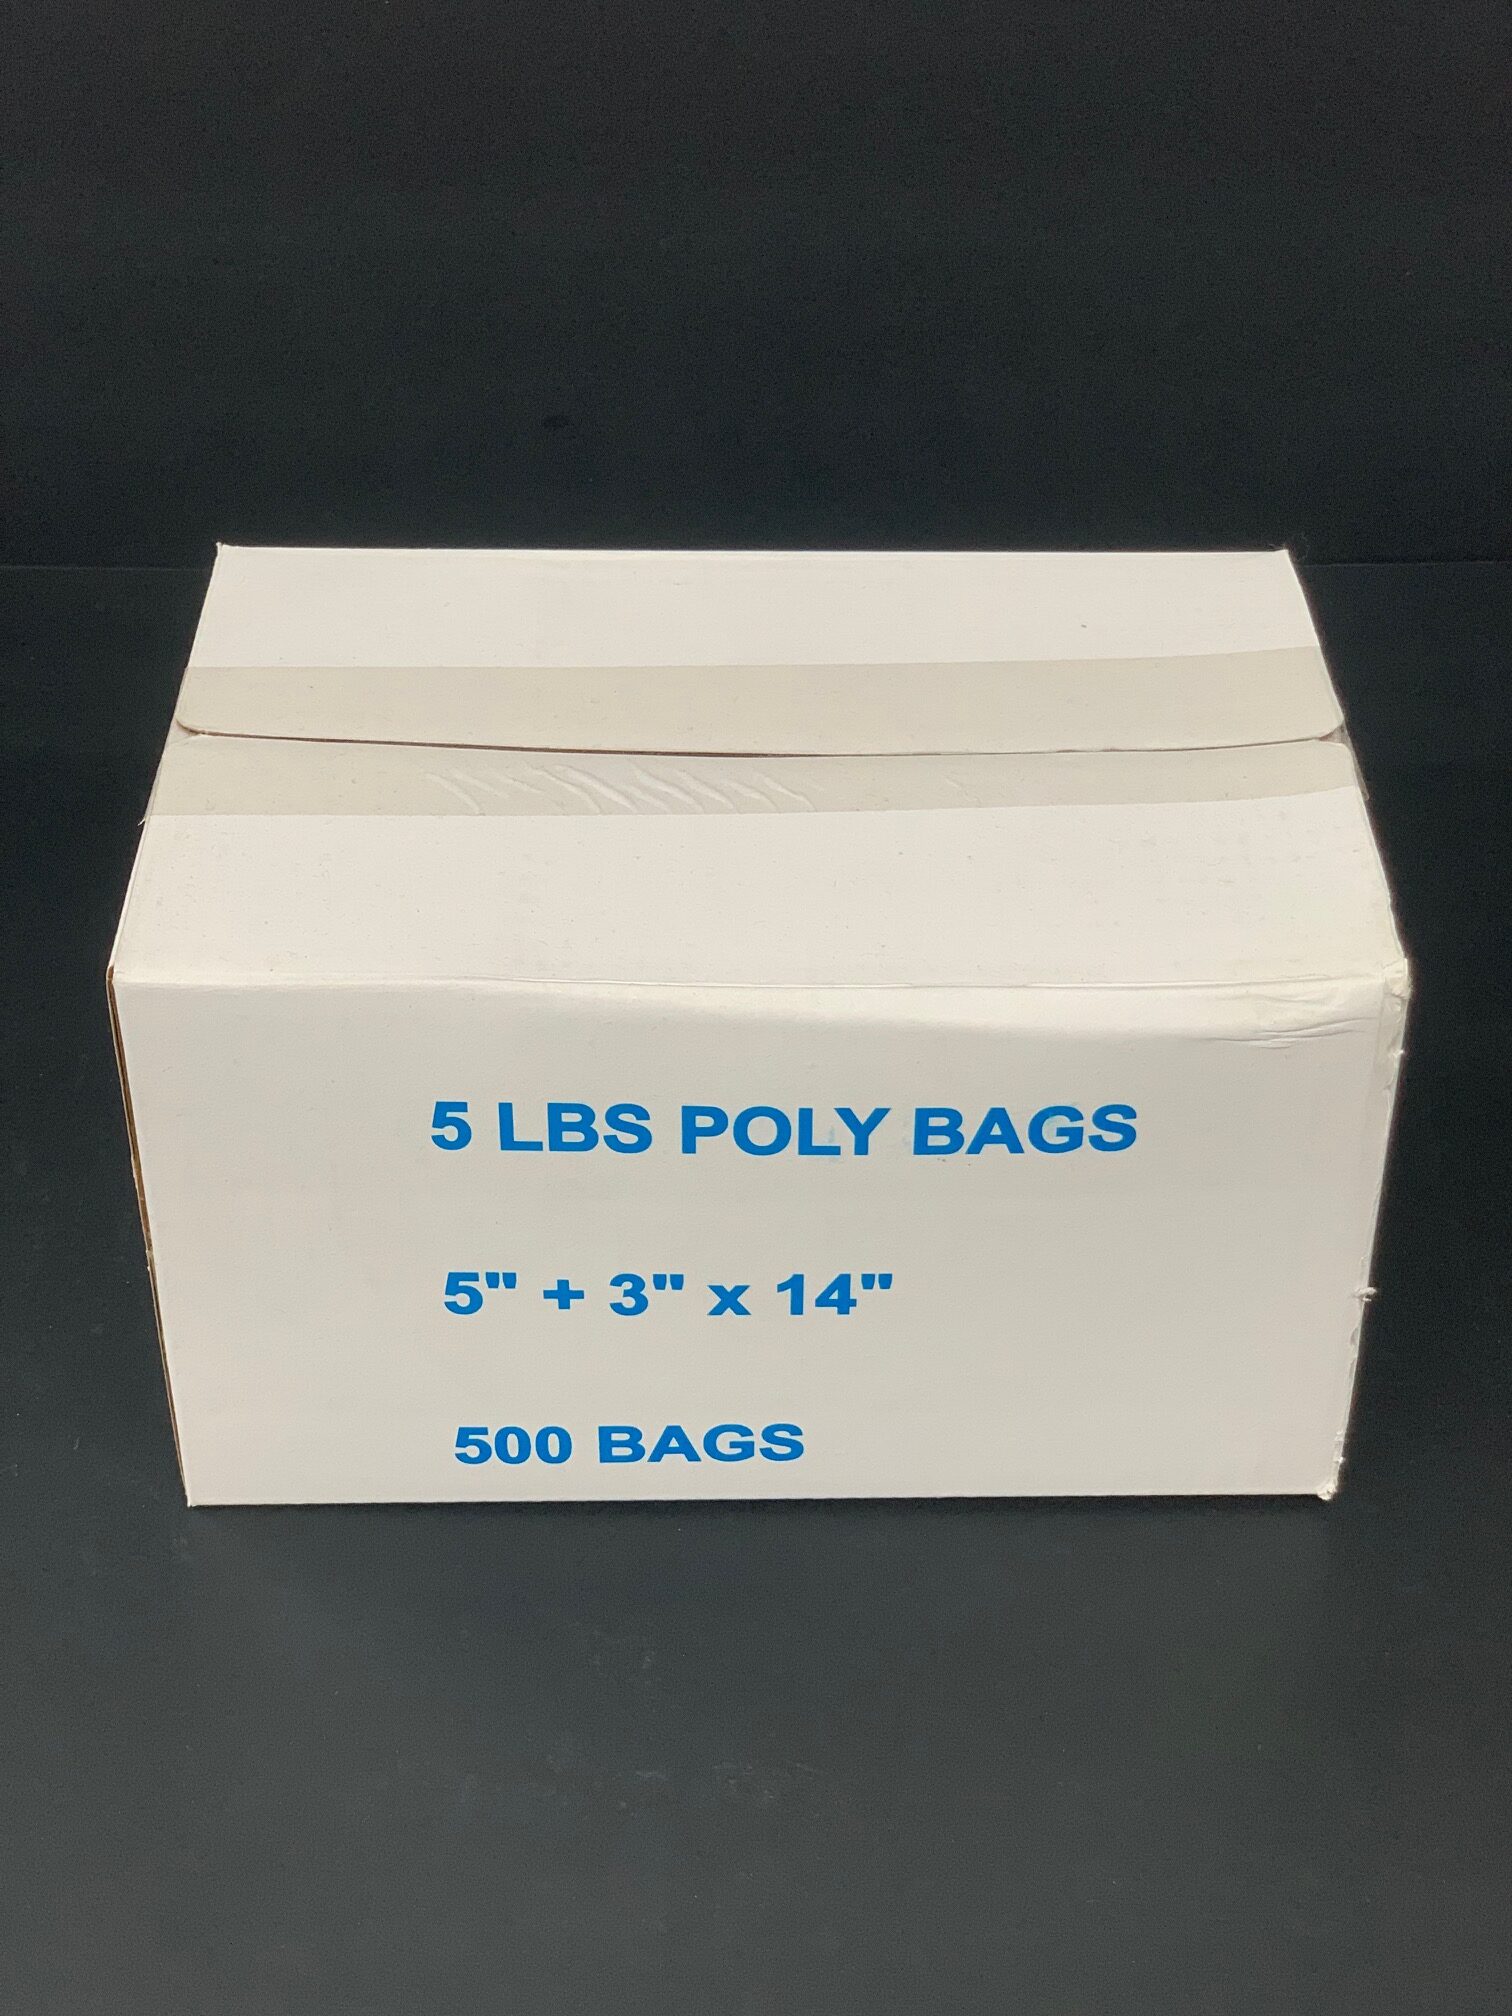 5 LBS POLY BAGS
5" + 3" x 14"
500 BAGS